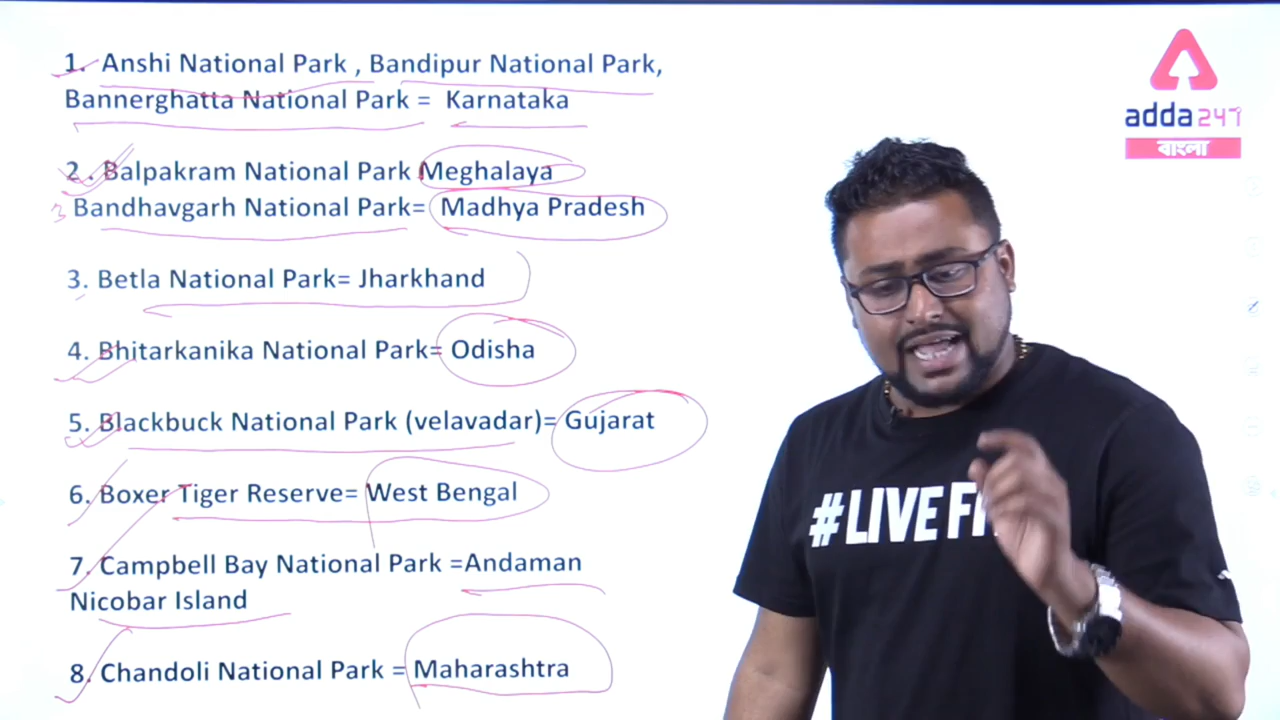 1. Anshi National Park , Bandipur National Park,
Bannerghatta National Park = Karnataka
2 . Balpakram National Park Meghalaya
3 Bandhavgarh National Park= Madhya Pradesh
3. Betla National Park= Jharkhand
4. Bhitarkanika National Park= Odisha
5. Blackbuck National Park (velavadar)= Gujarat
6. Boxer Tiger Reserve= West Bengal
7. Campbell Bay National Park =Andaman
Nicobar Island
8. Chandoli National Park = Maharashtra
adda247
বাংলা
#LIVE